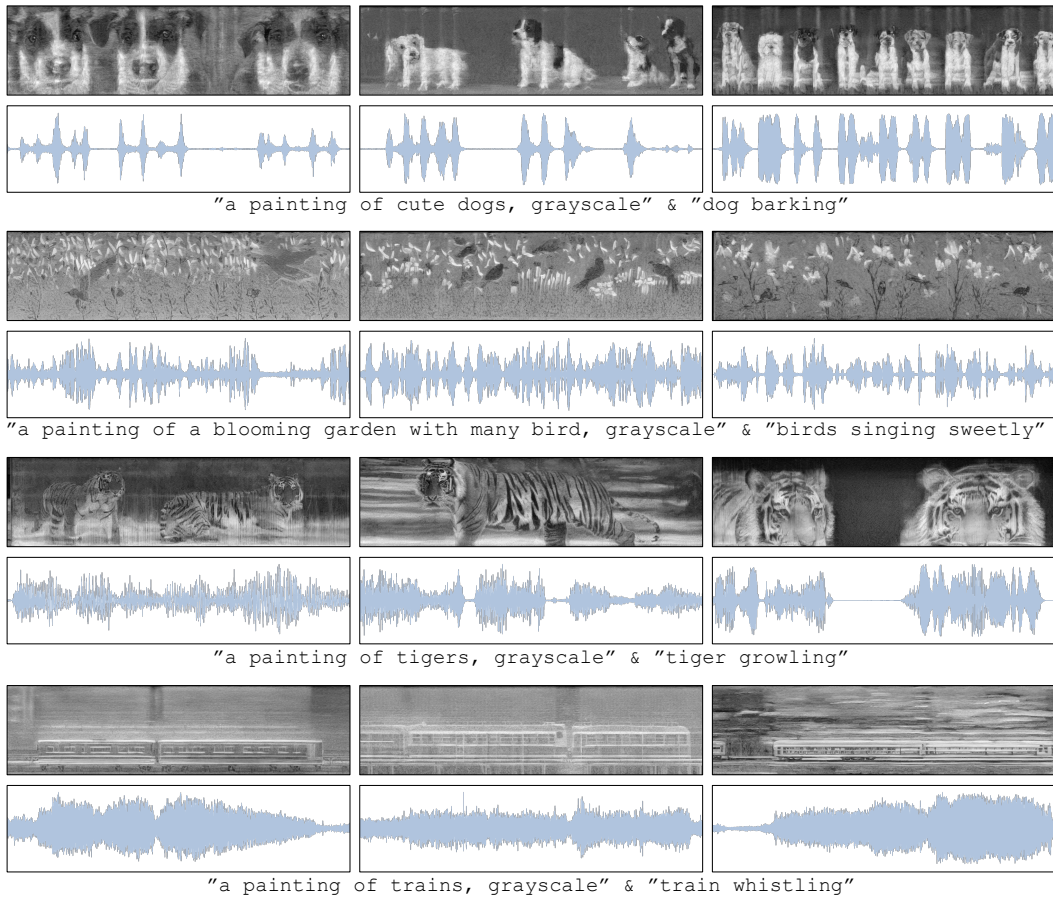 ”a painting of cute dogs, grayscale” & ”dog barking”
”a painting of a blooming garden with many bird, grayscale” & ”birds singing sweetly”
”a painting of tigers, grayscale” & ”tiger growling”
”a painting of trains, grayscale” & ”train whistling”